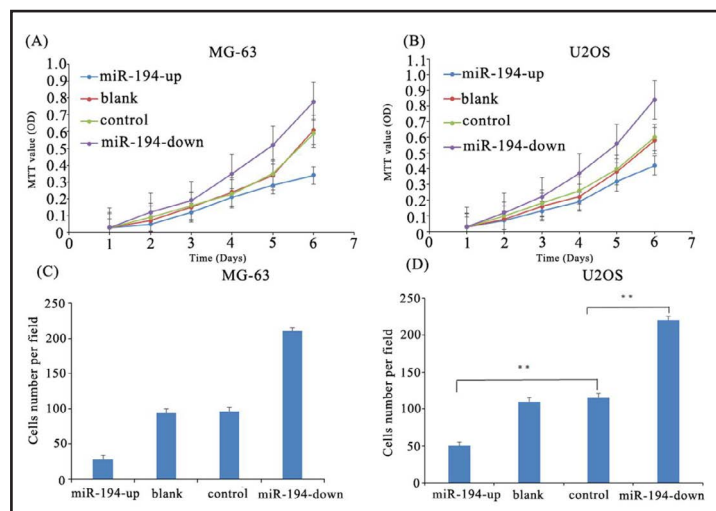 (A)
MG-63
miR-194-up
blank
control
miR-194-down
MTT value (OD)
1.0
0.9
0.8
0.7
0.6
0.5
0.4
0.3
0.2
0.1
0
0 1 2 3 4 5 6 7
Time (Days)
(B)
U2OS
miR-194-up
blank
control
miR-194-down
MTT value (OD)
1.0
0.9
0.8
0.7
0.6
0.5
0.4
0.3
0.2
0.1
0
0 1 2 3 4 5 6 7
Time (Days)
(C)
MG-63
Cells number per field
250
200
150
100
50
0
miR-194-up blank control miR-194-down
(D)
U2OS
Cells number per field
250
200
150
100
50
0
**
**
miR-194-up blank control miR-194-down